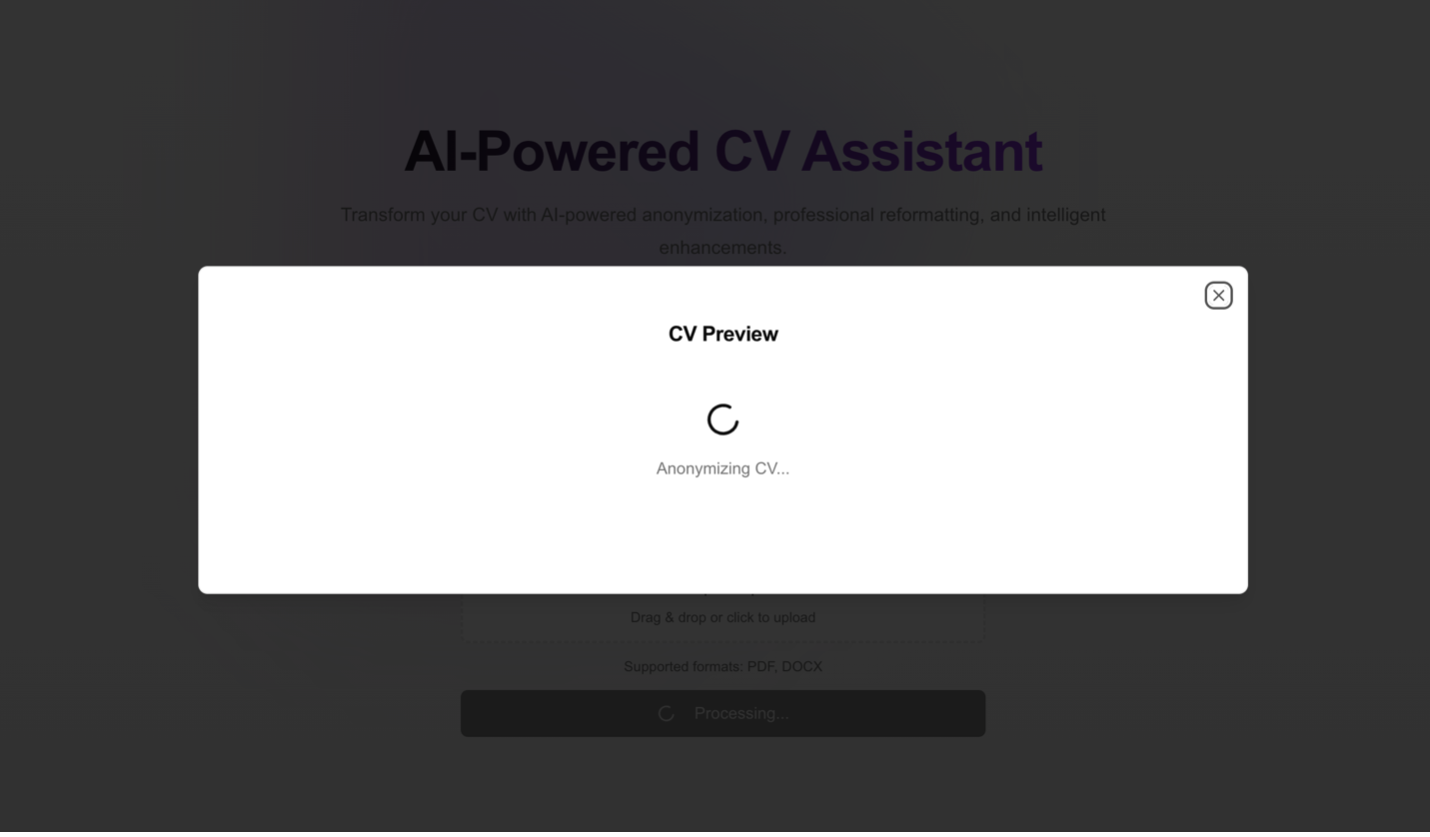 AI-Powered CV Assistant
Transform your CV with AI-powered anonymization, professional reformatting, and intelligent
enhancements.
CV Preview
Anonymizing CV...
Drag & drop or click to upload
Supported formats: PDF, DOCX
Processing...